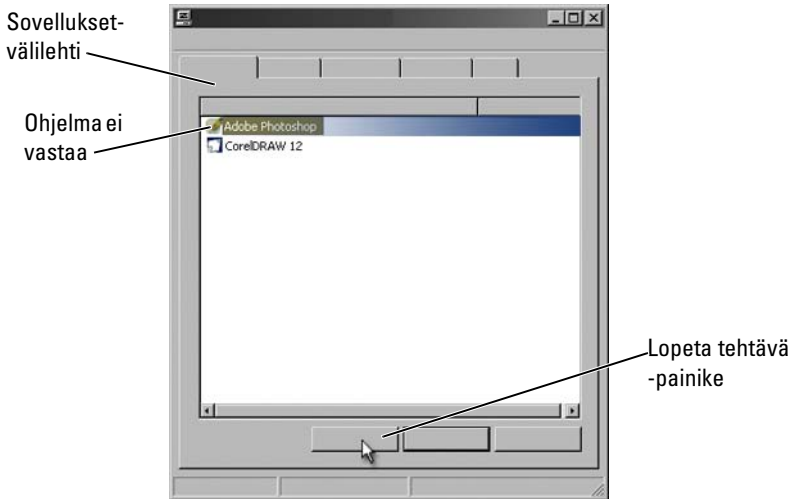 Sovellukset-
välilehti
Ohjelma ei
vastaa
Adobe Photoshop
CorelDRAW 12
Lopeta tehtävä
-painike